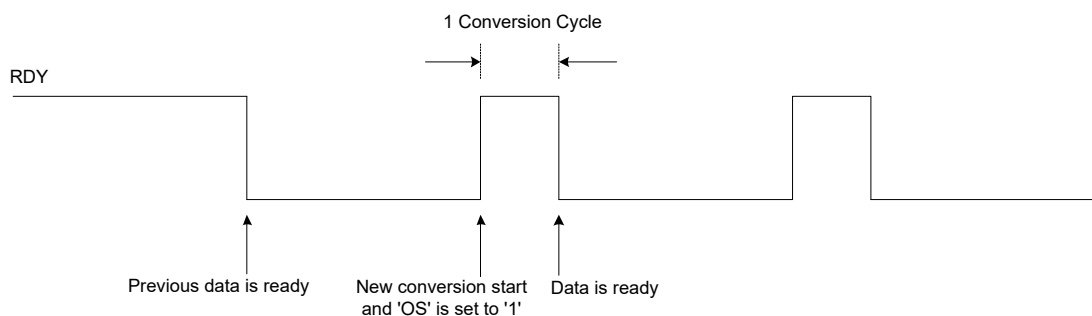 1 Conversion Cycle
RDY
Previous data is ready
New conversion start
and 'OS' is set to '1'
Data is ready